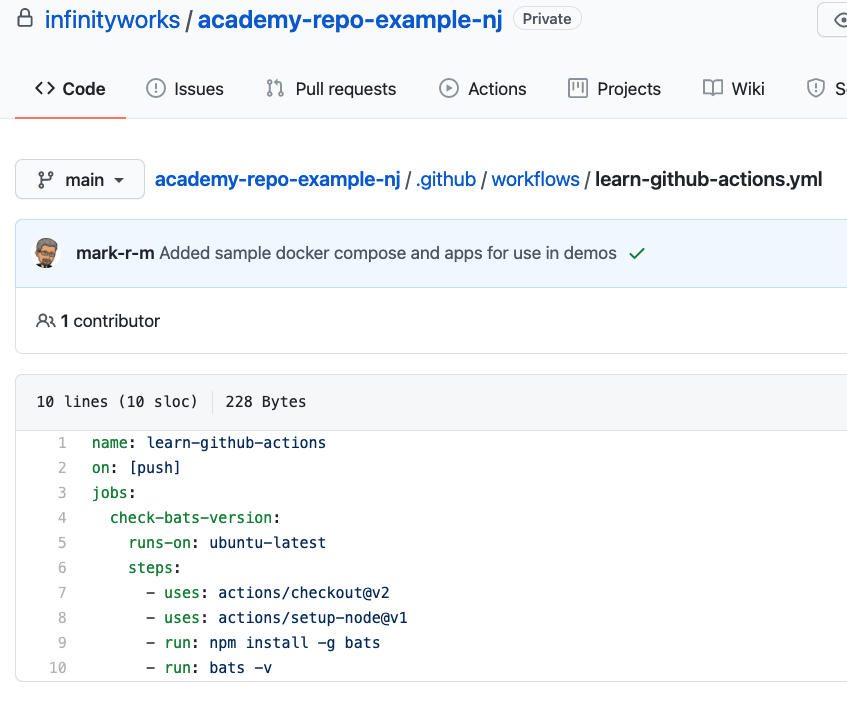 infinityworks / academy-repo-example-nj Private
Code Issues Pull requests Actions Projects Wiki
main academy-repo-example-nj / .github / workflows / learn-github-actions.yml
mark-r-m Added sample docker compose and apps for use in demos
1 contributor
10 lines (10 sloc) 228 Bytes
1 name: learn-github-actions
2 on: [push]
3 jobs:
4 check-bats-version:
5 runs-on: ubuntu-latest
6 steps:
7 - uses: actions/checkout@v2
8 - uses: actions/setup-node@v1
9 - run: npm install -g bats
10 - run: bats -v